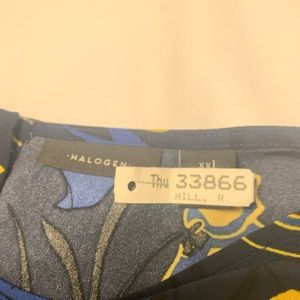 ·HALOGEN·
xxl
Thu 33866
HILL, R